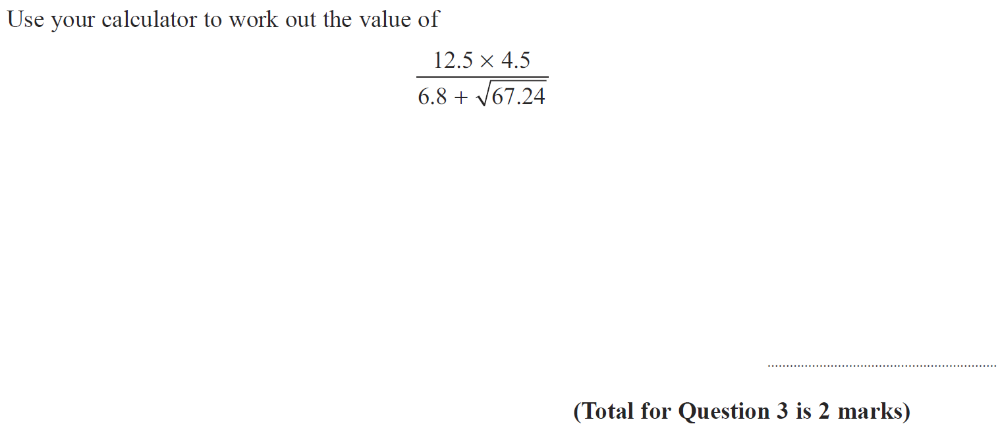 Use your calculator to work out the value of
12.5 × 4.5
6.8 + √67.24
(Total for Question 3 is 2 marks)